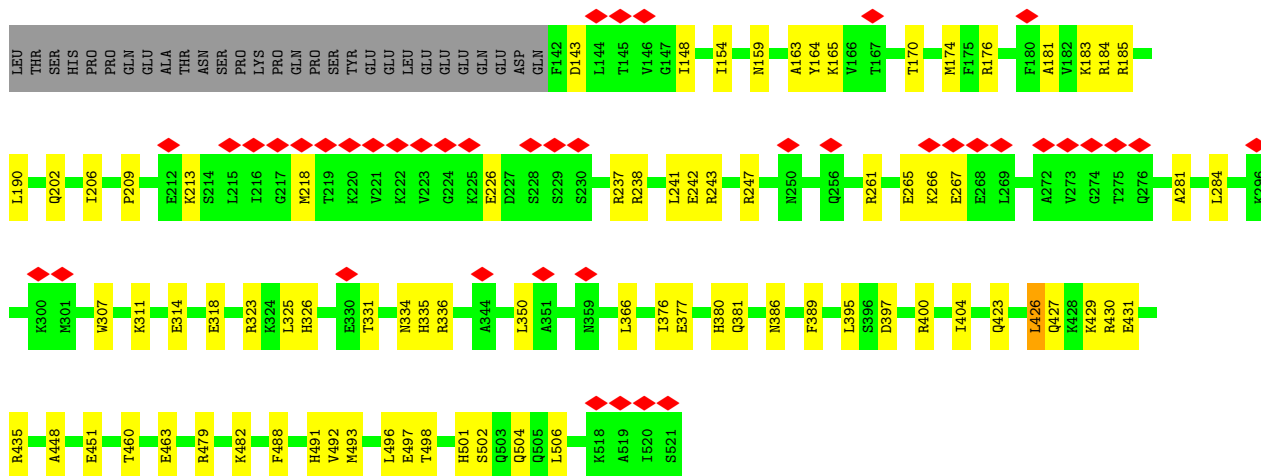 LEU THR SER HIS PRO PRO GLN GLU ALA THR ASN SER PRO LYS PRO GLN PRO SER TYR GLU GLU LEU GLU GLU GLU GLN GLU ASP GLN F142 D143 L144 T145 V146 G147 I148 I154 N159 A163 Y164 K165 V166 T167 T170 M174 F175 R176 F180 A181 V182 K183 R184 R185
L190 Q202 I206 P209 E212 K213 S214 L215 I216 G217 M218 T219 K220 V221 K222 V223 G224 K225 E226 D227 S228 S229 S230 R237 R238 L241 E242 R243 R247 N250 Q256 R261 E265 K266 E267 E268 L269 A272 V273 G274 T275 Q276 A281 L284 K296
K300 M301 W307 K311 E314 E318 R323 K324 L325 H326 E330 T331 N334 H335 R336 A344 L350 A351 N359 L366 I376 E377 H380 Q381 N386 F389 L395 S396 D397 R400 I404 Q423 L426 Q427 K428 K429 R430 E431
R435 A448 E451 T460 E463 R479 K482 F488 H491 V492 M493 L496 E497 T498 H501 S502 Q503 Q504 Q505 L506 K518 A519 I520 S521